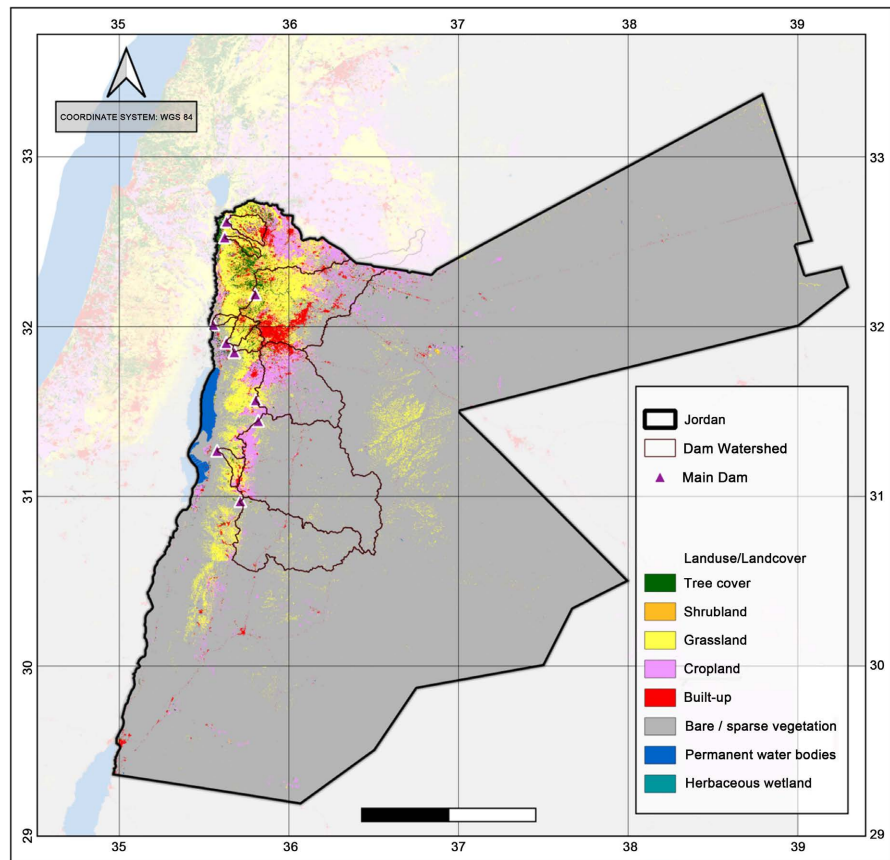 35 36 37 38 39
COORDINATE SYSTEM: WGS 84
33 33
32 32
Jordan
Dam Watershed
Main Dam
31 31
Landuse/Landcover
Tree cover
Shrubland
Grassland
Cropland
Built-up
Bare / sparse vegetation
Permanent water bodies
Herbaceous wetland
30 30
29 29
35 36 37 38 39